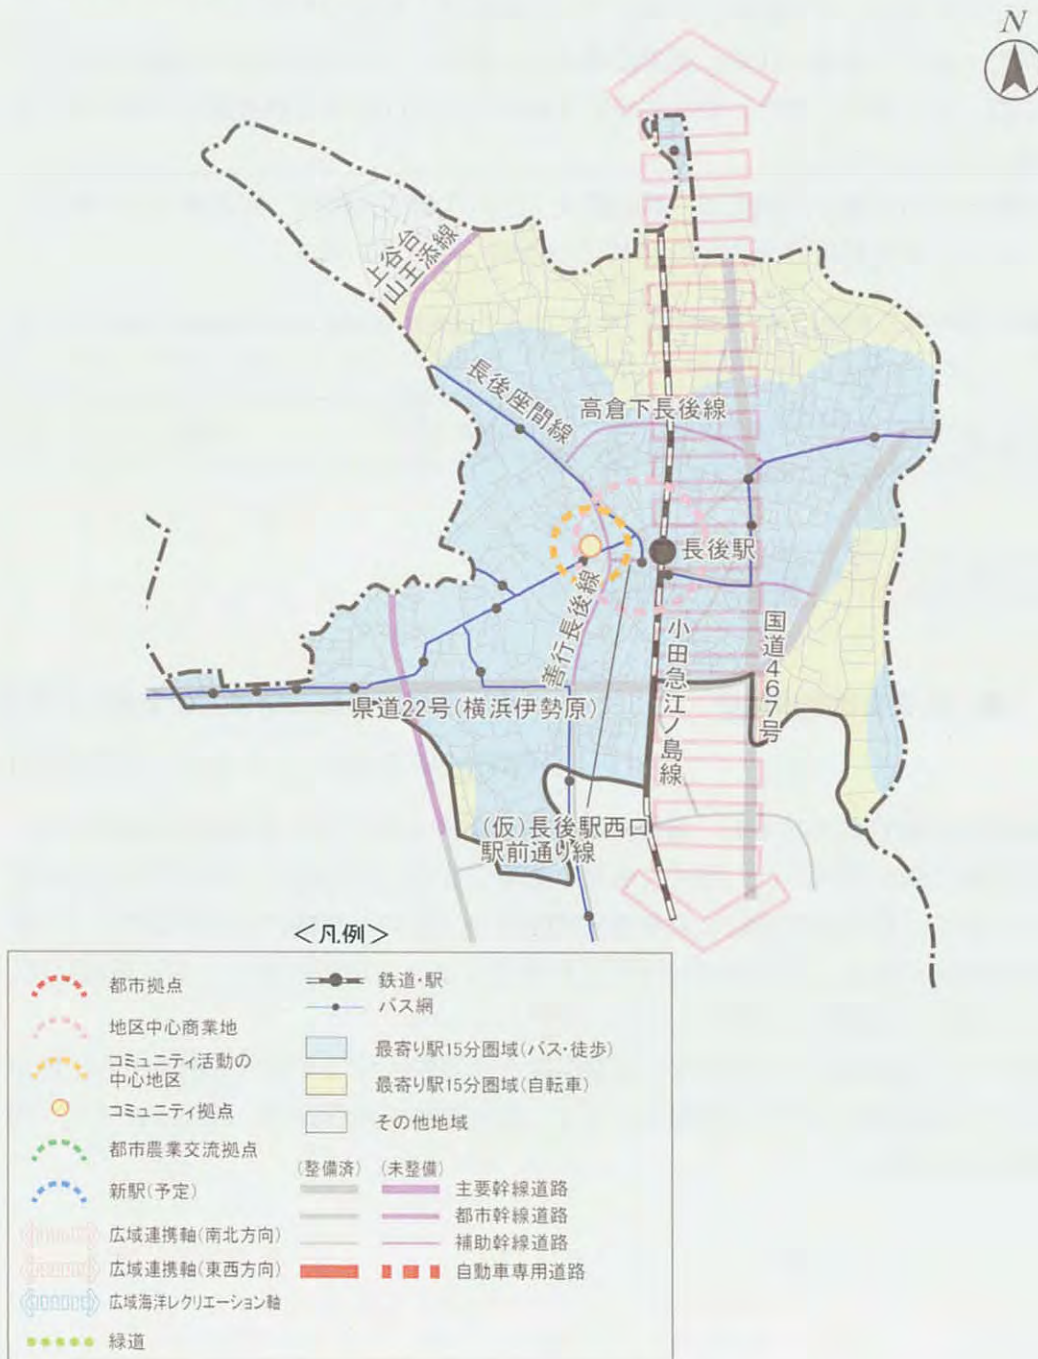 N
上谷台
山王添線
長後座間線
高倉下長後線
長後駅
善行長後線
小田急江ノ島線
国道467号
県道22号(横浜伊勢原)
(仮)長後駅西口
駅前通り線
<凡例>
都市拠点
地区中心商業地
コミュニティ活動の
中心地区
コミュニティ拠点
都市農業交流拠点
新駅(予定)
広域連携軸(南北方向)
広域連携軸(東西方向)
広域海洋レクリエーション軸
緑道
鉄道・駅
バス網
最寄り駅15分圏域(バス・徒歩)
最寄り駅15分圏域(自転車)
その他地域
(整備済) (未整備)
主要幹線道路
都市幹線道路
補助幹線道路
自動車専用道路